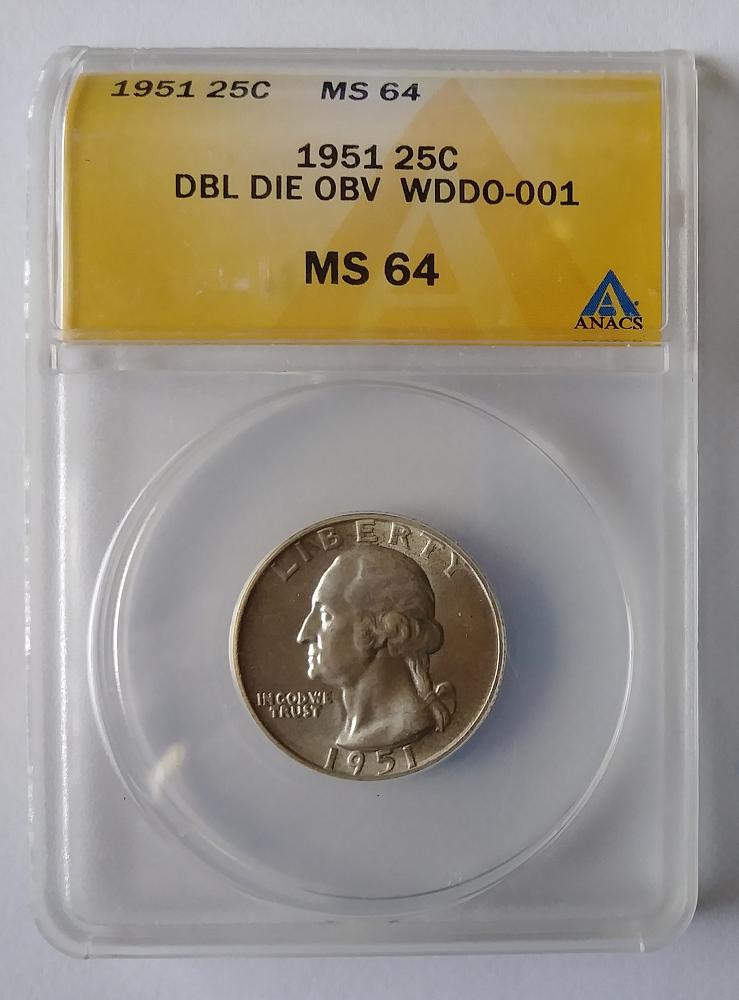 1951 25C MS 64
1951 25C
DBL DIE OBV WDDO-001
MS 64
ANACS
LIBERTY
IN GOD WE
TRUST
1951